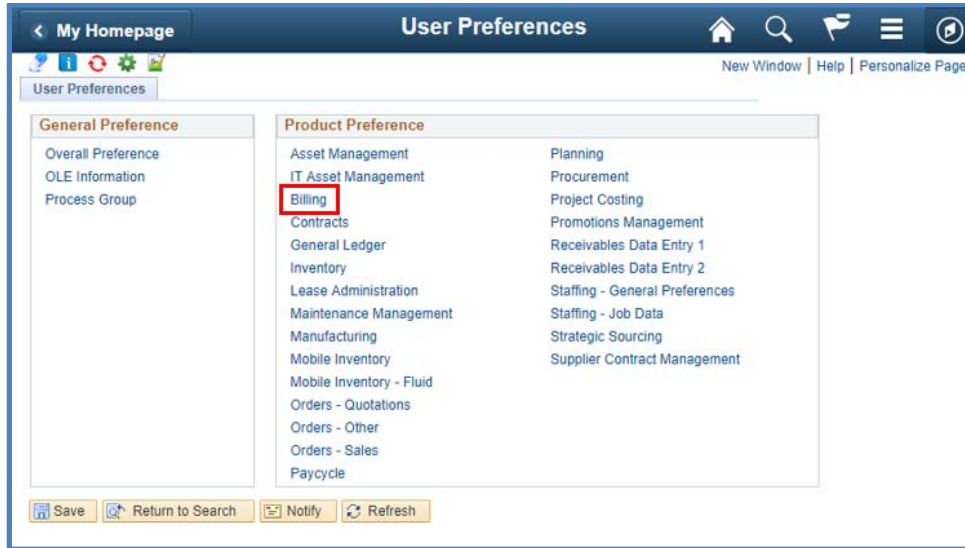 My Homepage
User Preferences
New Window | Help | Personalize Page
User Preferences
General Preference
Overall Preference
OLE Information
Process Group
Product Preference
Asset Management
IT Asset Management
Billing
Contracts
General Ledger
Inventory
Lease Administration
Maintenance Management
Manufacturing
Mobile Inventory
Mobile Inventory - Fluid
Orders - Quotations
Orders - Other
Orders - Sales
Paycycle
Planning
Procurement
Project Costing
Promotions Management
Receivables Data Entry 1
Receivables Data Entry 2
Staffing - General Preferences
Staffing - Job Data
Strategic Sourcing
Supplier Contract Management
Save
Return to Search
Notify
Refresh